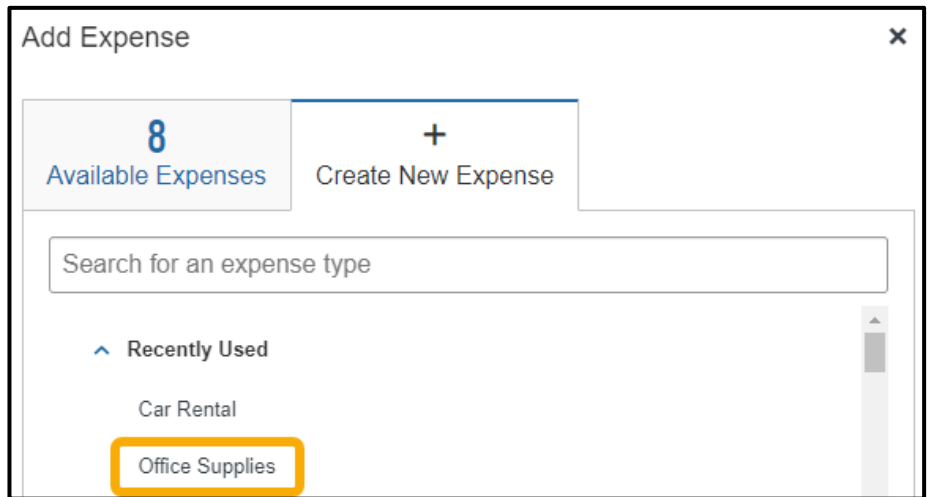 Add Expense ×
8
Available Expenses
+
Create New Expense
Search for an expense type
Recently Used
Car Rental
Office Supplies